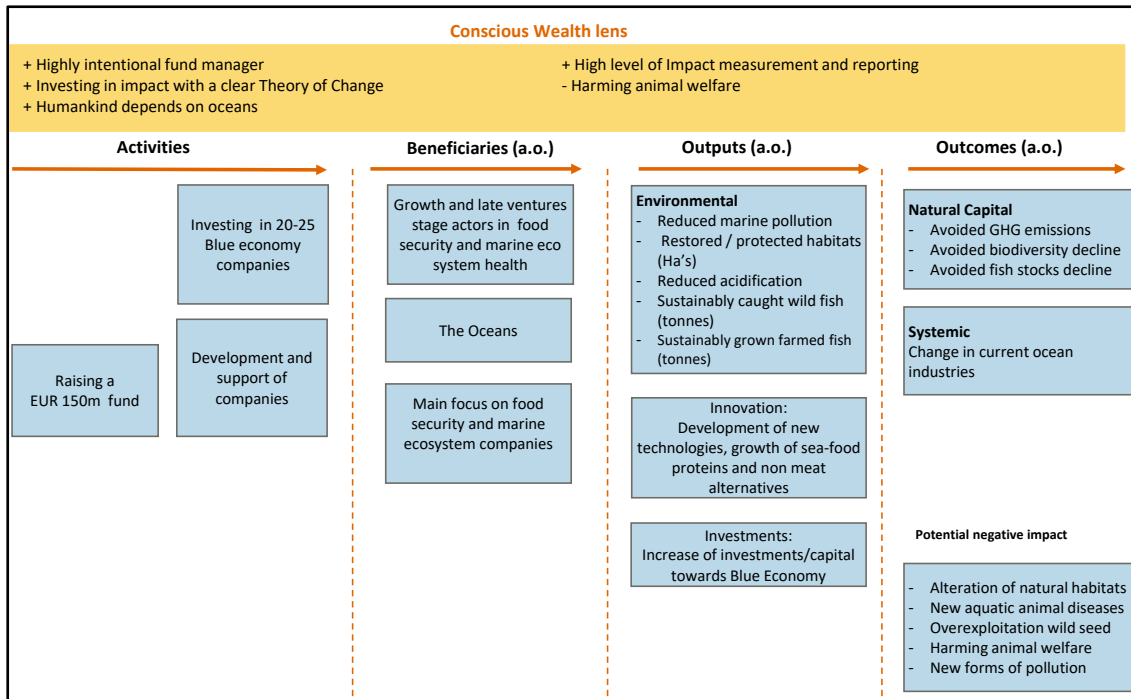 Conscious Wealth lens
+ Highly intentional fund manager
+ Investing in impact with a clear Theory of Change
+ Humankind depends on oceans
+ High level of Impact measurement and reporting
- Harming animal welfare
Activities
Raising a
EUR 150m fund
Investing in 20-25
Blue economy
companies
Development and
support of
companies
Beneficiaries (a.o.)
Growth and late ventures
stage actors in food
security and marine eco
system health
The Oceans
Main focus on food
security and marine
ecosystem companies
Outputs (a.o.)
Environmental
- Reduced marine pollution
- Restored / protected habitats
(Ha's)
- Reduced acidification
- Sustainably caught wild fish
(tonnes)
- Sustainably grown farmed fish
(tonnes)
Innovation:
Development of new
technologies, growth of sea-food
proteins and non meat
alternatives
Investments:
Increase of investments/capital
towards Blue Economy
Outcomes (a.o.)
Natural Capital
- Avoided GHG emissions
- Avoided biodiversity decline
- Avoided fish stocks decline
Systemic
Change in current ocean
industries
Potential negative impact
- Alteration of natural habitats
- New aquatic animal diseases
- Overexploitation wild seed
- Harming animal welfare
- New forms of pollution